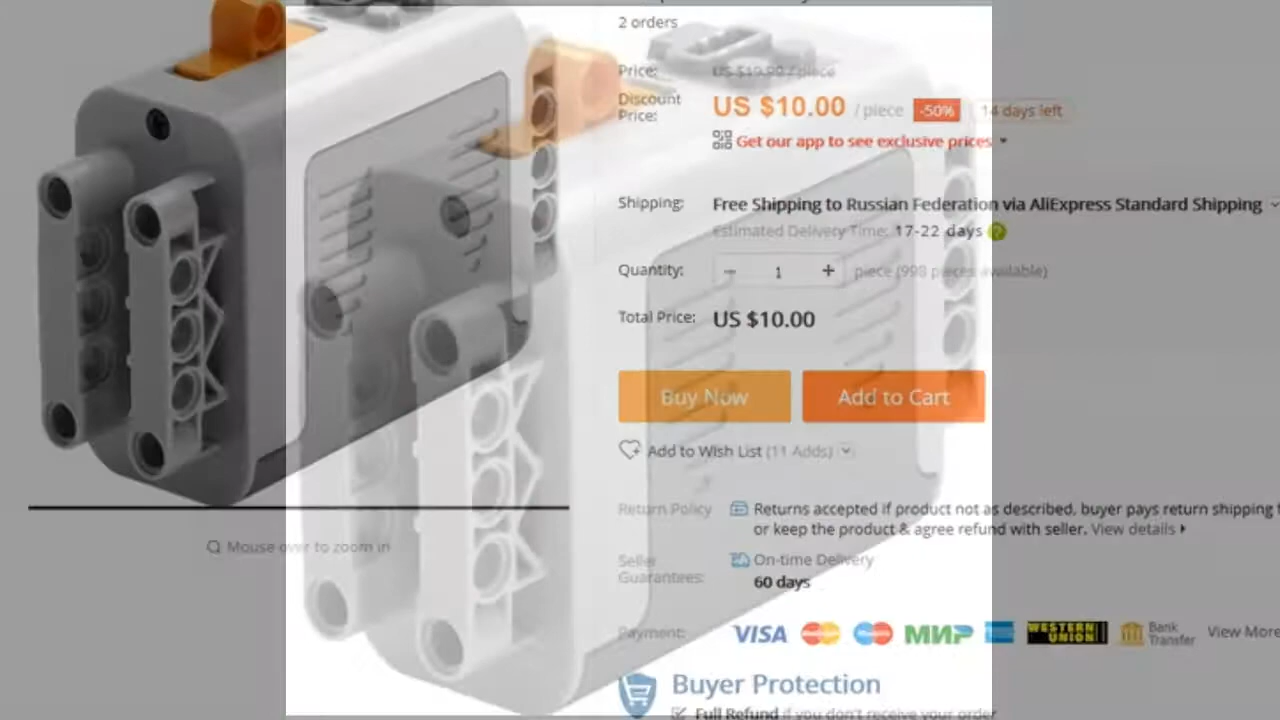 2 orders
Price: US $19.99 / piece
Discount Price: US $10.00 / piece -50% 14 days left
Get our app to see exclusive prices
Shipping: Free Shipping to Russian Federation via AliExpress Standard Shipping
Estimated Delivery Time: 17-22 days
Quantity: 1 piece (998 pieces available)
Total Price: US $10.00
Buy Now Add to Cart
Add to Wish List (11 Adds)
Return Policy Returns accepted if product not as described, buyer pays return shipping
or keep the product & agree refund with seller. View details
Mouse over to zoom in
Seller Guarantees: On-time Delivery
60 days
Payment: VISA МИР WESTERN UNION Bank Transfer View More
Buyer Protection
Full Refund if you don't receive your order